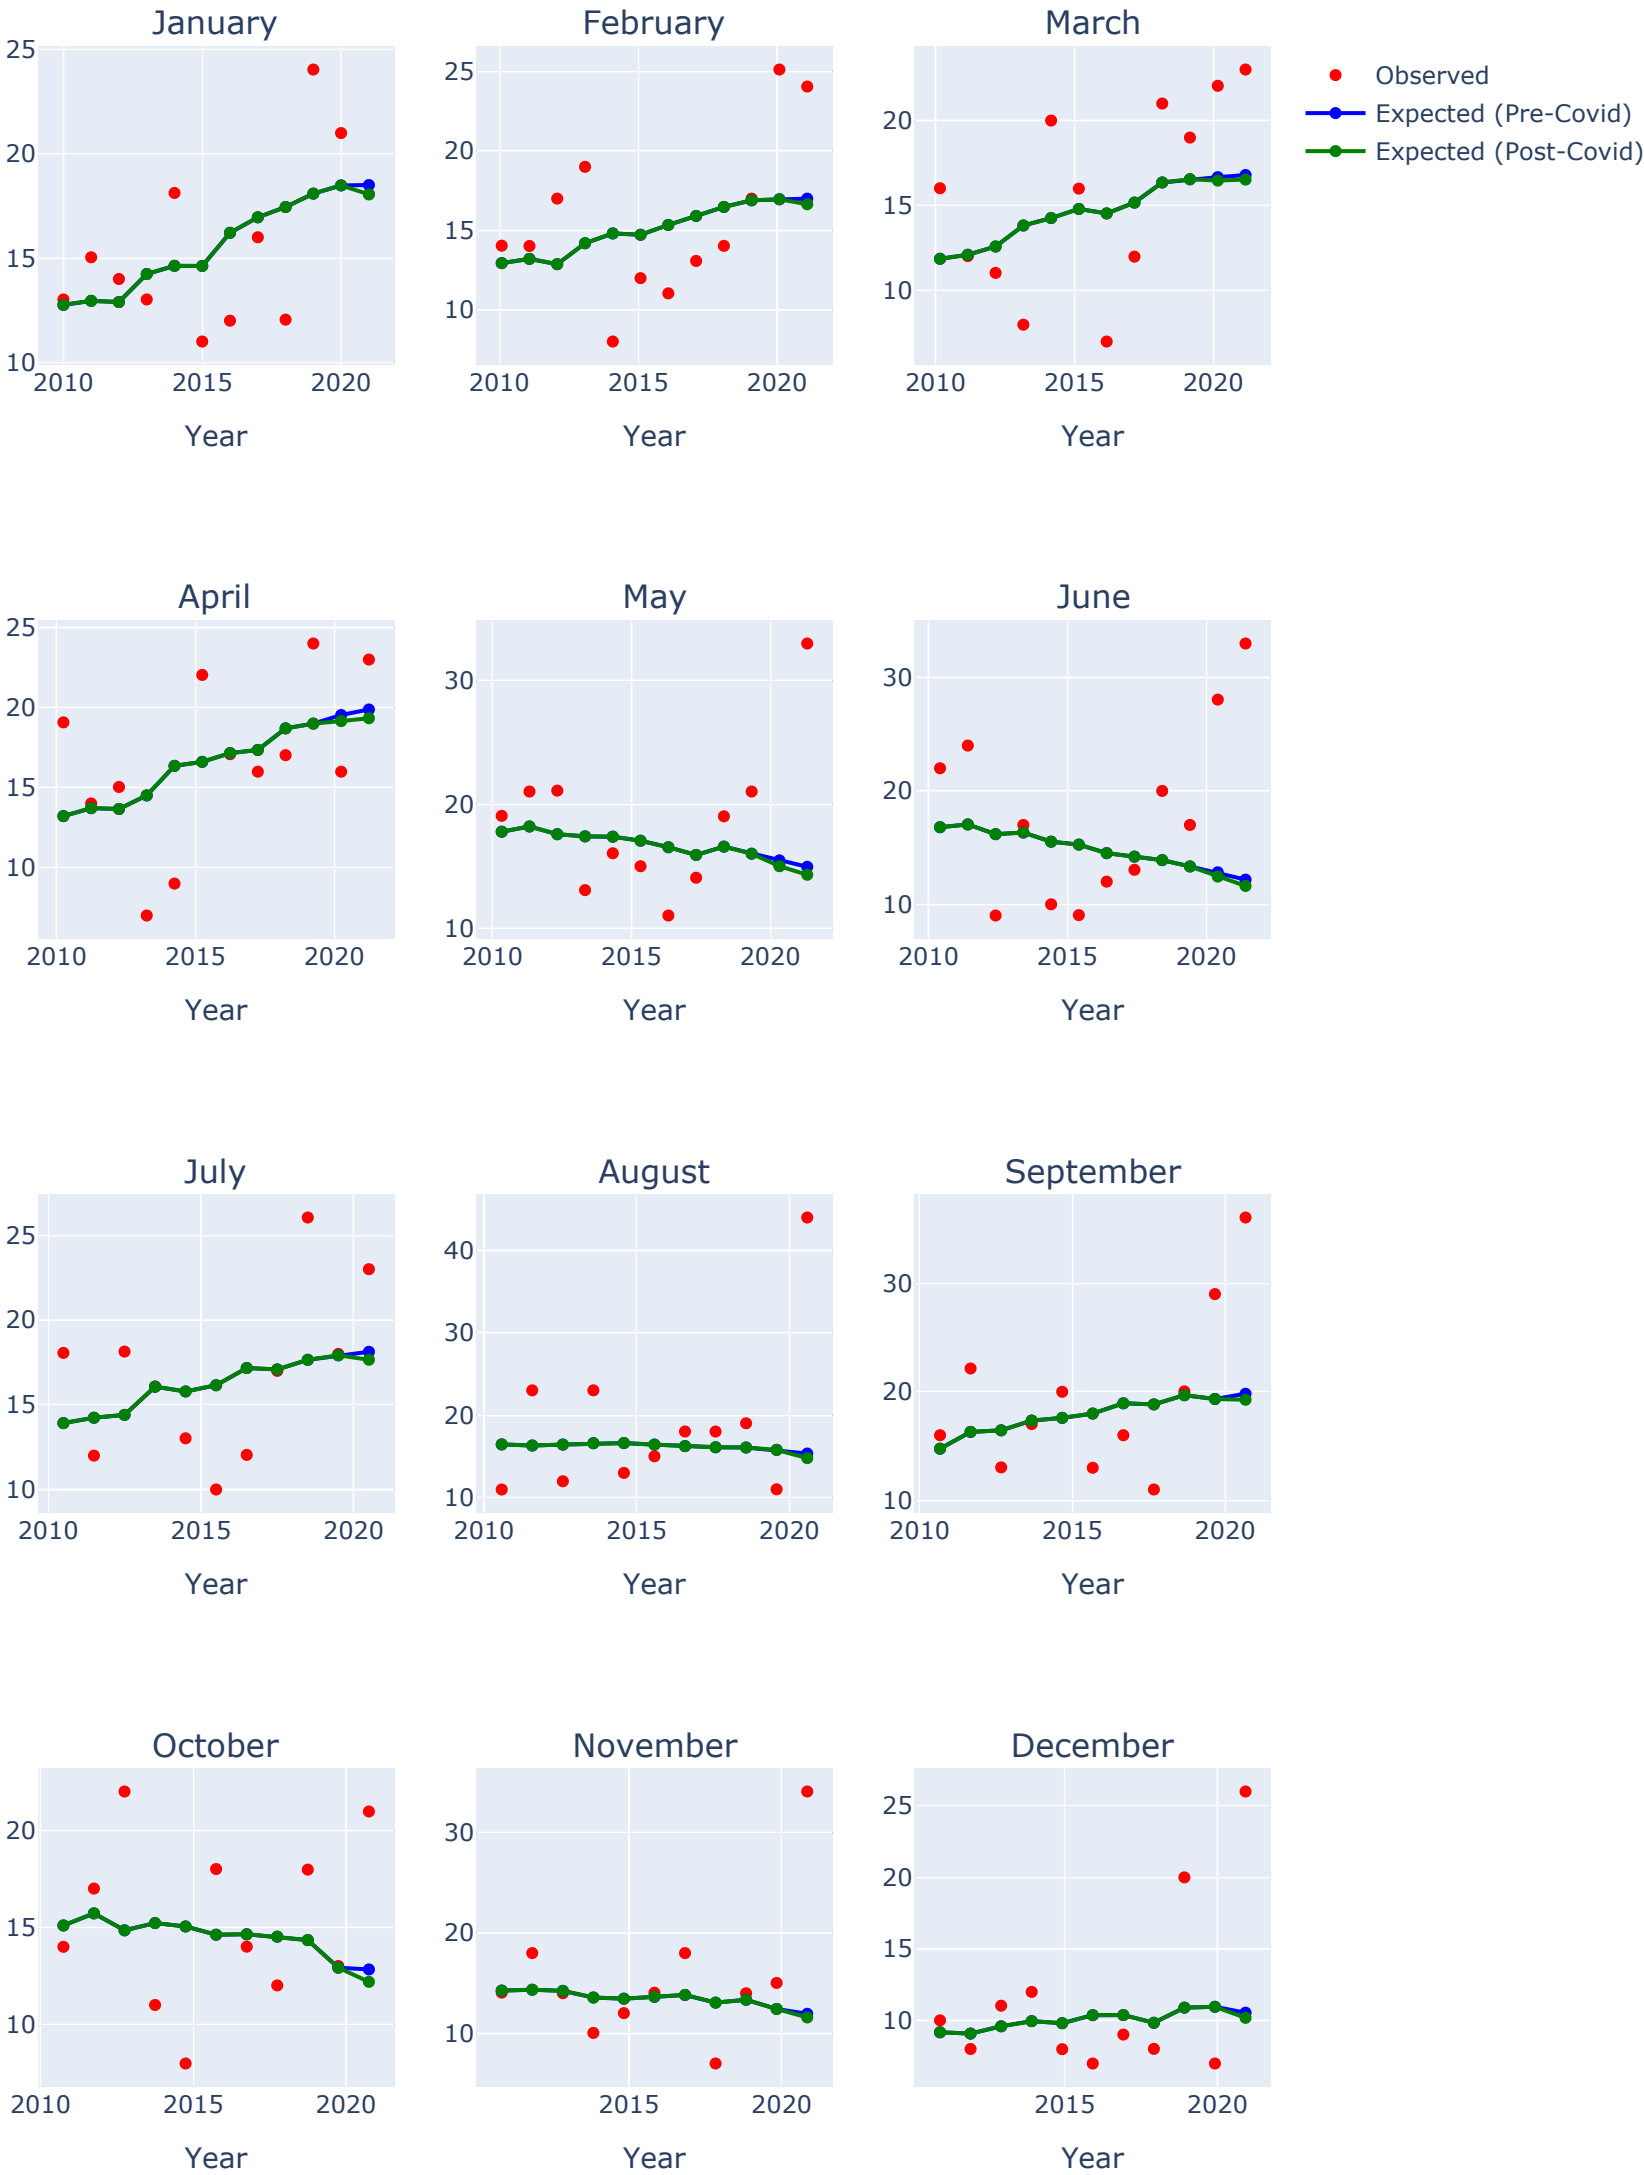 January
February
March
25
20
15
10
2010 2015 2020
Year
25
20
15
10
2010 2015 2020
Year
20
15
10
2010 2015 2020
Year
Observed
Expected (Pre-Covid)
Expected (Post-Covid)
April
May
June
25
20
15
10
2010 2015 2020
Year
30
20
10
2010 2015 2020
Year
30
20
10
2010 2015 2020
Year
July
August
September
25
20
15
10
2010 2015 2020
Year
40
30
20
10
2010 2015 2020
Year
30
20
10
2010 2015 2020
Year
October
November
December
20
15
10
2010 2015 2020
Year
30
20
10
2015 2020
Year
25
20
15
10
2015 2020
Year